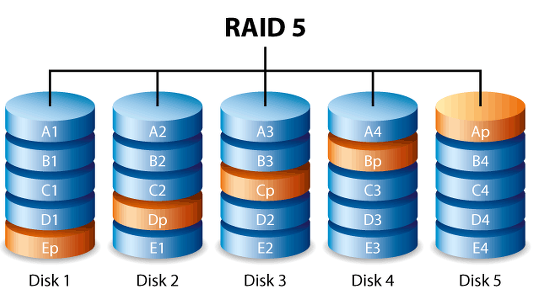 RAID 5
A1 A2 A3 A4 Ap
B1 B2 B3 Bp B4
C1 C2 Cp C3 C4
D1 Dp D2 D3 D4
Ep E1 E2 E3 E4
Disk 1 Disk 2 Disk 3 Disk 4 Disk 5